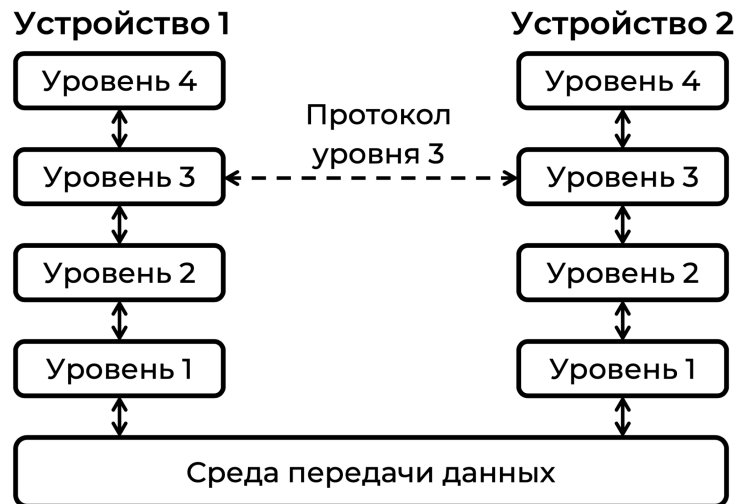 Устройство 1
Устройство 2
Уровень 4
Уровень 4
Протокол
уровня 3
Уровень 3
Уровень 3
Уровень 2
Уровень 2
Уровень 1
Уровень 1
Среда передачи данных